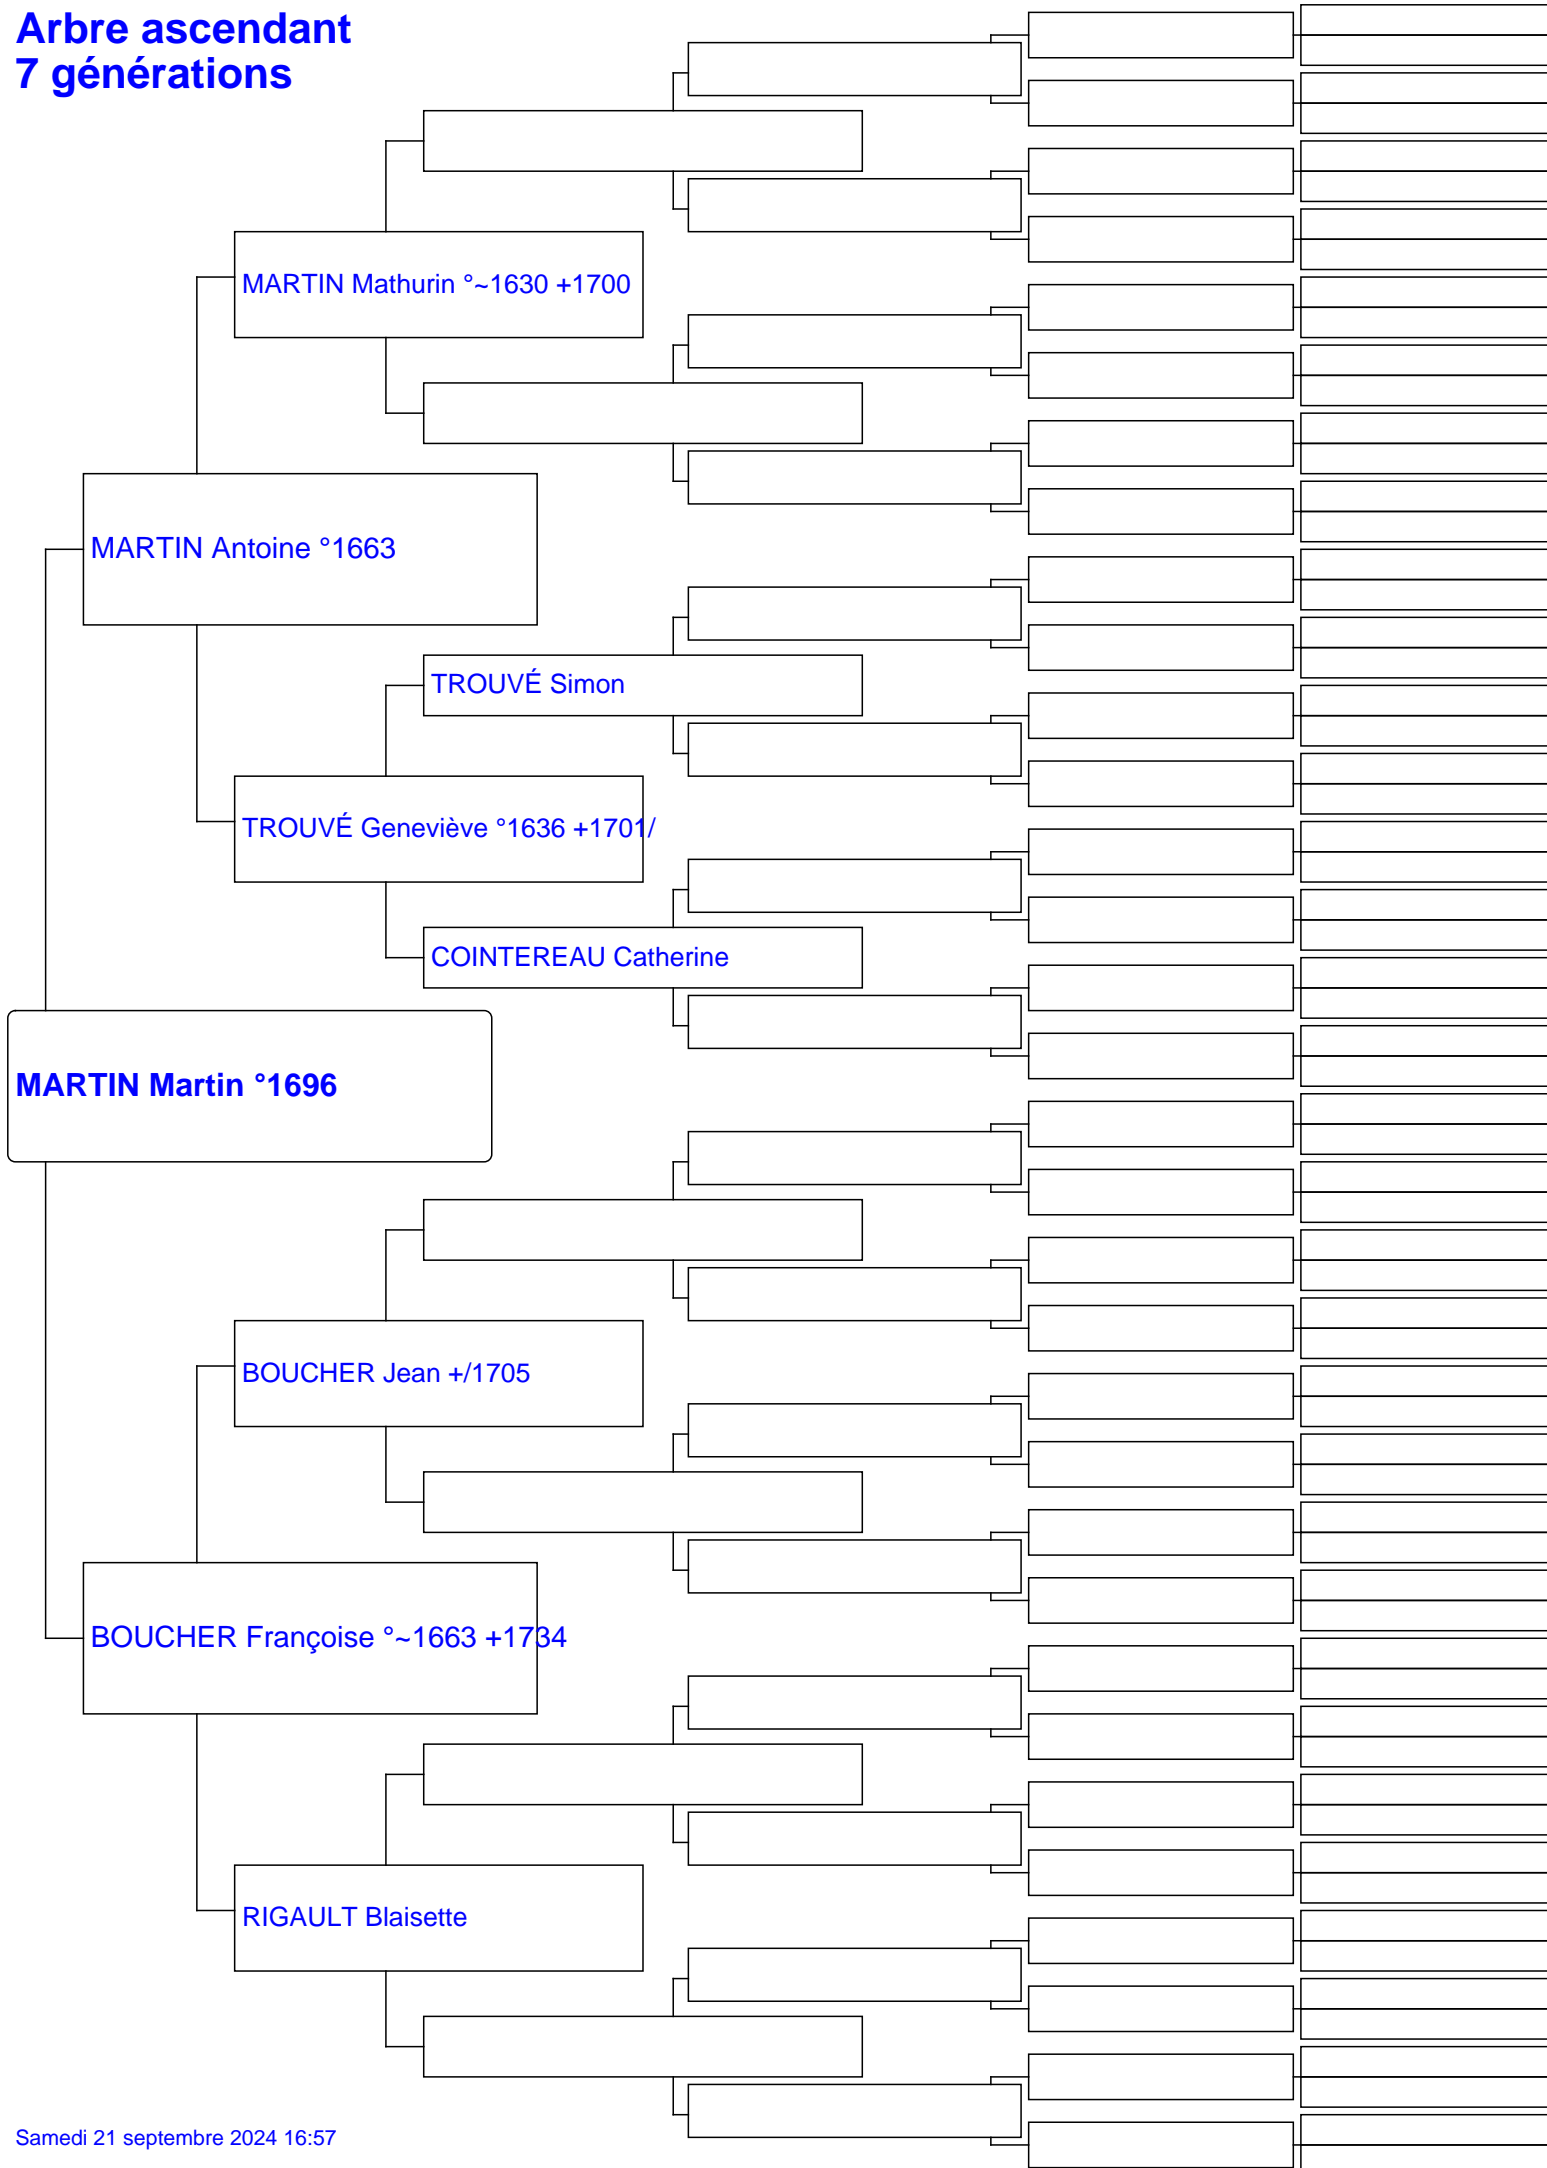 Arbre ascendant
7 générations
MARTIN Mathurin °~1630 +1700
MARTIN Antoine °1663
TROUVÉ Simon
TROUVÉ Geneviève °1636 +1701/
COINTEREAU Catherine
MARTIN Martin °1696
BOUCHER Jean +/1705
BOUCHER Françoise °~1663 +1734
RIGAULT Blaisette
Samedi 21 septembre 2024 16:57